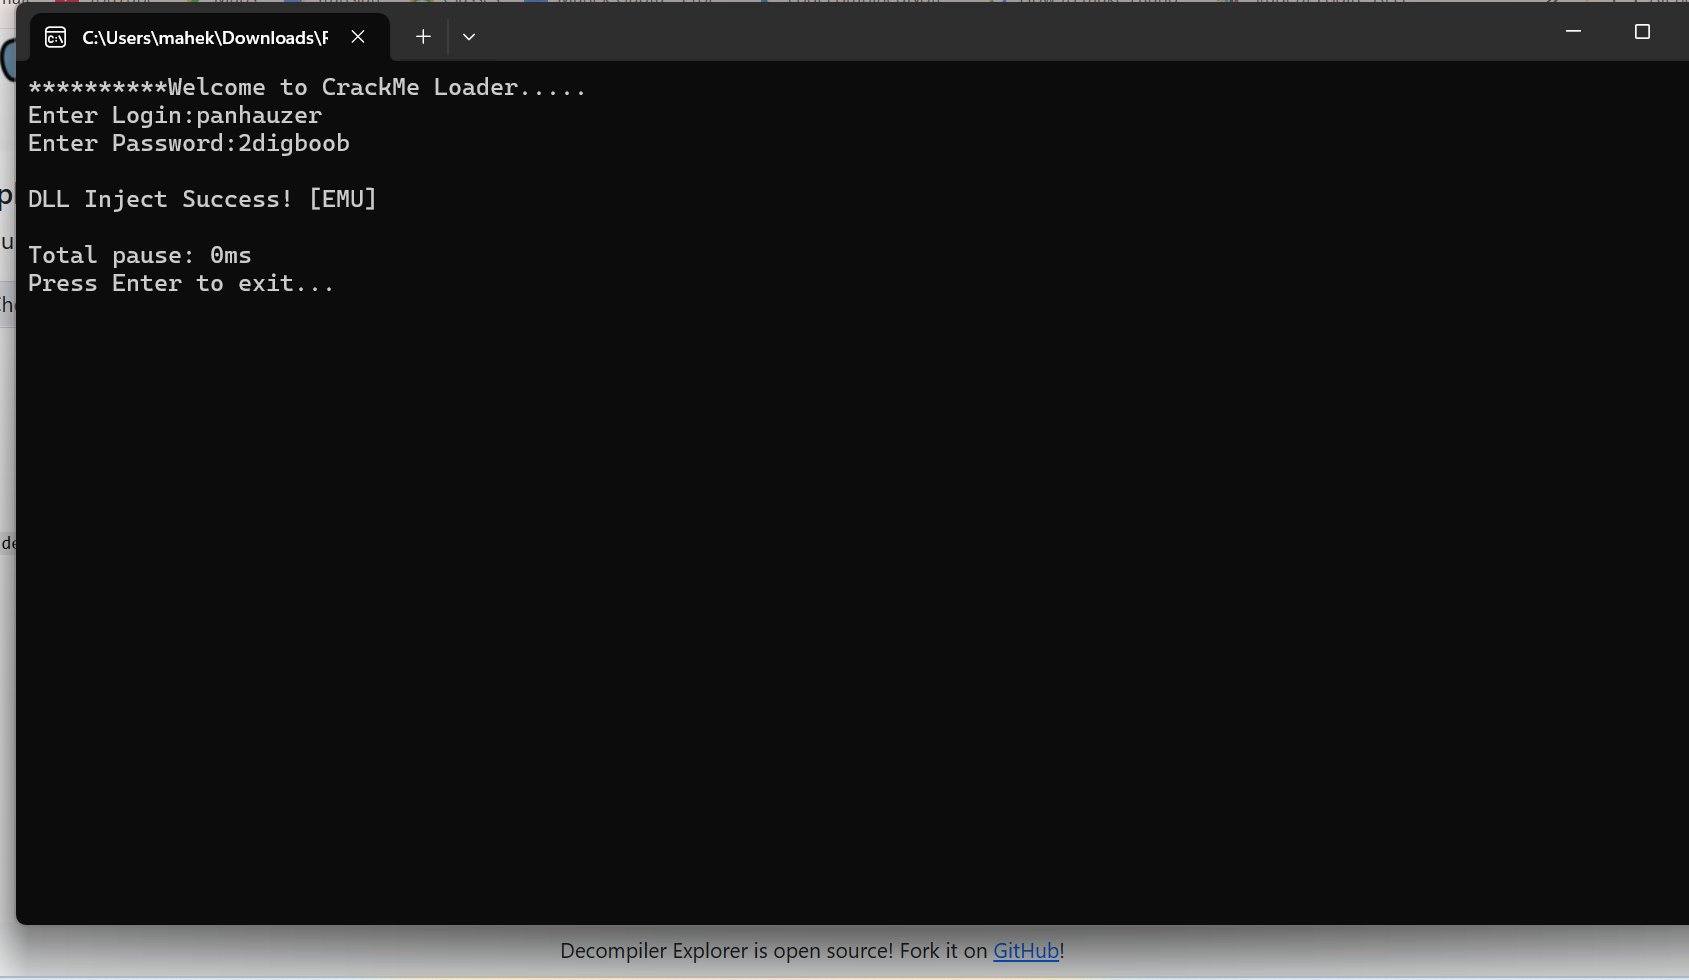 C:\Users\mahek\Downloads\F
**********Welcome to CrackMe Loader.....
Enter Login:panhauzer
Enter Password:2digboob
DLL Inject Success! [EMU]
Total pause: 0ms
Press Enter to exit...
Decompiler Explorer is open source! Fork it on GitHub!